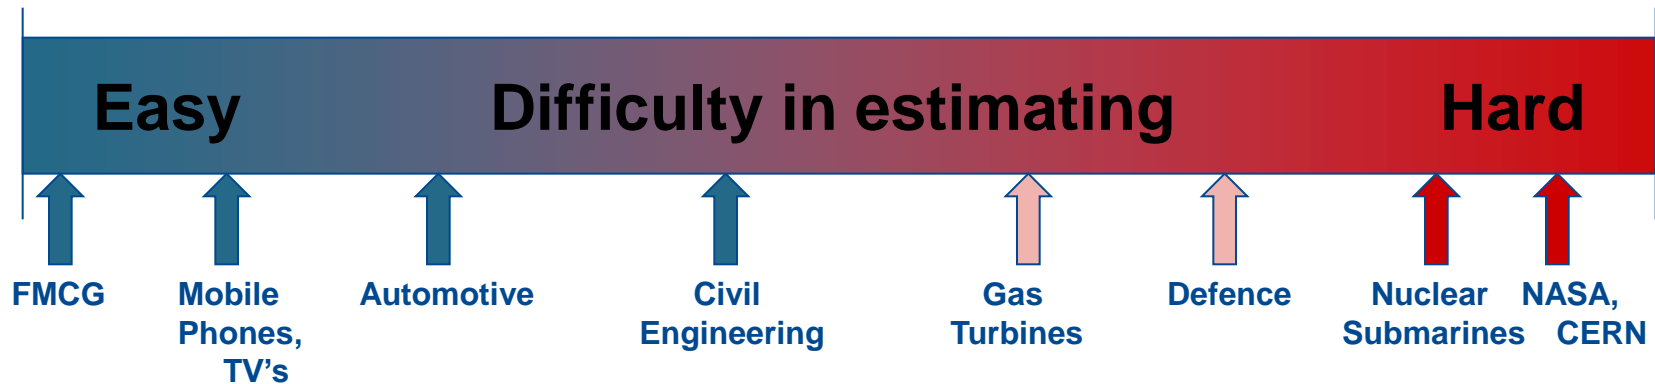 Easy Difficulty in estimating Hard
FMCG
Mobile
Phones,
TV's
Automotive
Civil
Engineering
Gas
Turbines
Defence
Nuclear
Submarines
NASA,
CERN